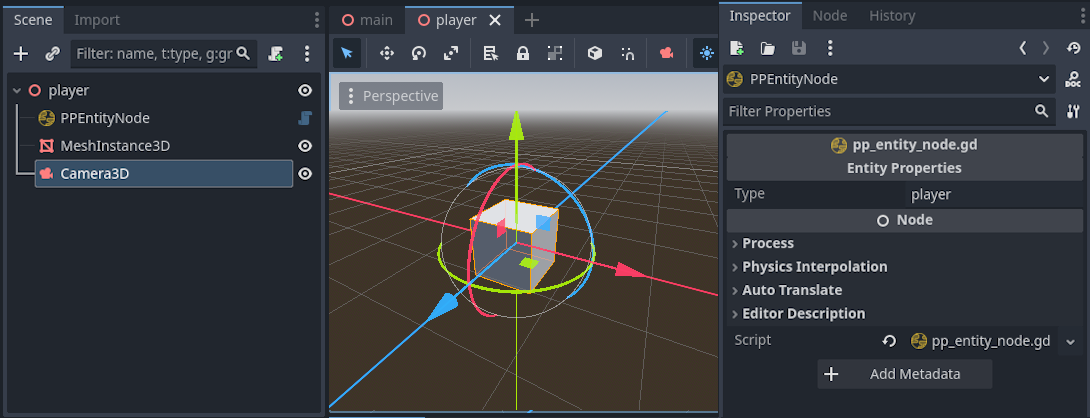 Scene Import
Filter: name, t:type, g:gr
player
PPEntityNode
MeshInstance3D
Camera3D
main player
Perspective
Inspector Node History
PPEntityNode
DOC
Filter Properties
pp_entity_node.gd
Entity Properties
Type player
Node
Process
Physics Interpolation
Auto Translate
Editor Description
Script pp_entity_node.gd
Add Metadata